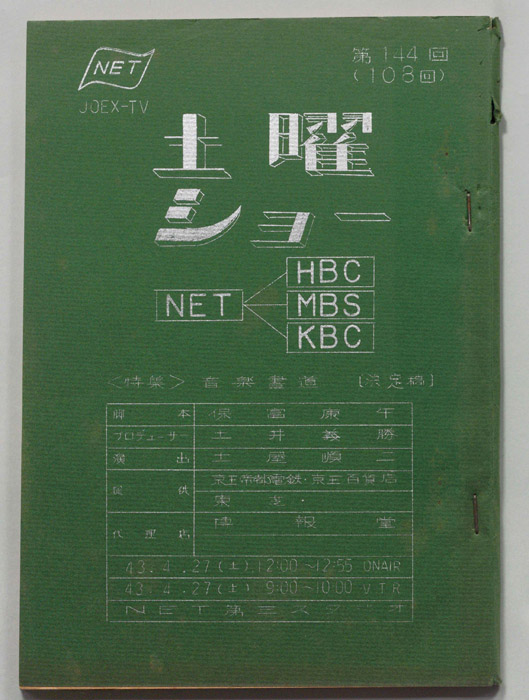 NET
JOEX-TV
第144回
(108回)
土曜
ショー
NET
HBC
MBS
KBC
<特集> 音楽書道 [決定稿]
脚本 保富康午
プロデューサー 土井義勝
演出 土屋順二
提供 京王帝都電鉄・京王百貨店
代理店 博報堂
43.4.27(土)12:00~12:55 ONAIR
43.4.27(土)9:00~10:00 VTR
NET第三スタジオ